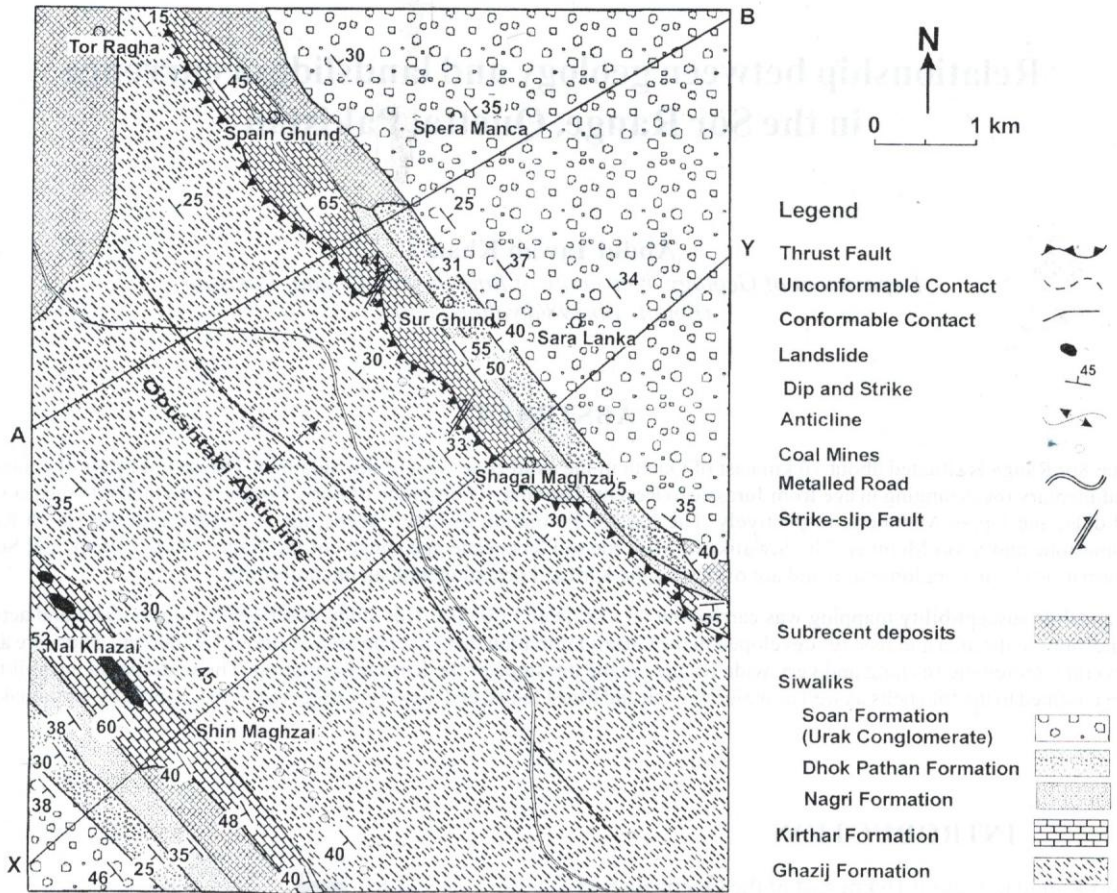 15
Tor Ragha
B
N
30
0 1 km
45
35
Spain Ghund
Spera Manca
Legend
25
65
25
Y
Thrust Fault
Unconformable Contact
Conformable Contact
Landslide
Dip and Strike
45
Anticline
Coal Mines
Metalled Road
Strike-slip Fault
44
31
37
34
Sur Ghund
40
Sara Lanka
30
55
50
Obushtaki Anticline
A
33
Shagai Maghzai
25
35
30
40
35
55
30
52
Nal Khazai
45
Subrecent deposits
Siwaliks
Soan Formation
(Urak Conglomerate)
Dhok Pathan Formation
Nagri Formation
Kirthar Formation
Ghazij Formation
38
60
Shin Maghzai
30
40
38
48
X
35
40
25
46
40